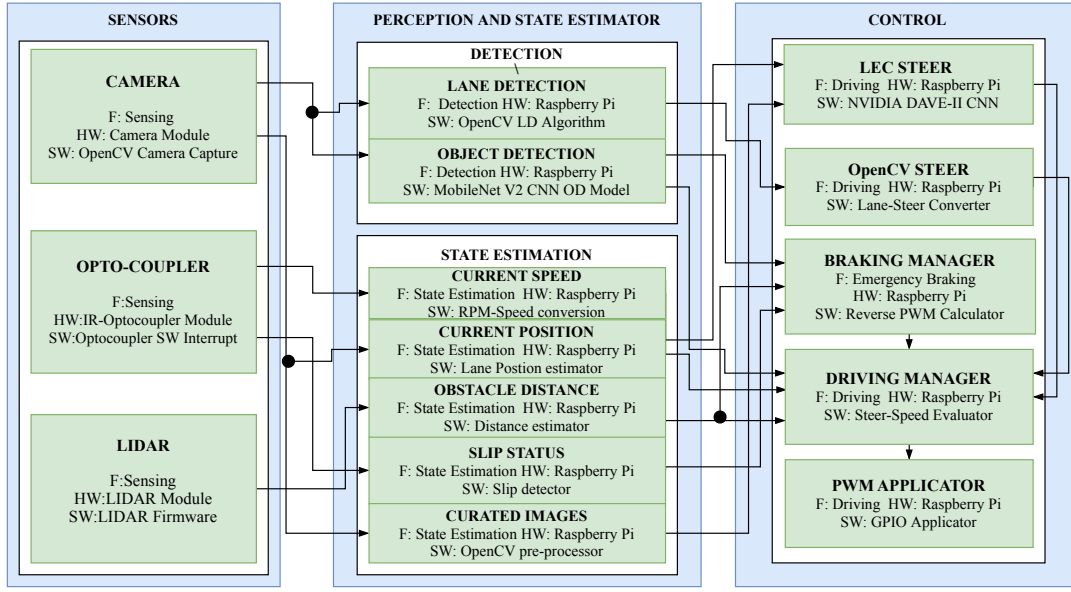 SENSORS
CAMERA
F: Sensing
HW: Camera Module
SW: OpenCV Camera Capture
OPTO-COUPLER
F:Sensing
HW:IR-Optocoupler Module
SW:Optocoupler SW Interrupt
LIDAR
F:Sensing
HW:LIDAR Module
SW:LIDAR Firmware
PERCEPTION AND STATE ESTIMATOR
DETECTION
LANE DETECTION
F: Detection HW: Raspberry Pi
SW: OpenCV LD Algorithm
OBJECT DETECTION
F: Detection HW: Raspberry Pi
SW: MobileNet V2 CNN OD Model
STATE ESTIMATION
CURRENT SPEED
F: State Estimation HW: Raspberry Pi
SW: RPM-Speed conversion
CURRENT POSITION
F: State Estimation HW: Raspberry Pi
SW: Lane Postion estimator
OBSTACLE DISTANCE
F: State Estimation HW: Raspberry Pi
SW: Distance estimator
SLIP STATUS
F: State Estimation HW: Raspberry Pi
SW: Slip detector
CURATED IMAGES
F: State Estimation HW: Raspberry Pi
SW: OpenCV pre-processor
CONTROL
LEC STEER
F: Driving HW: Raspberry Pi
SW: NVIDIA DAVE-II CNN
OpenCV STEER
F: Driving HW: Raspberry Pi
SW: Lane-Steer Converter
BRAKING MANAGER
F: Emergency Braking
HW: Raspberry Pi
SW: Reverse PWM Calculator
DRIVING MANAGER
F: Driving HW: Raspberry Pi
SW: Steer-Speed Evaluator
PWM APPLICATOR
F: Driving HW: Raspberry Pi
SW: GPIO Applicator